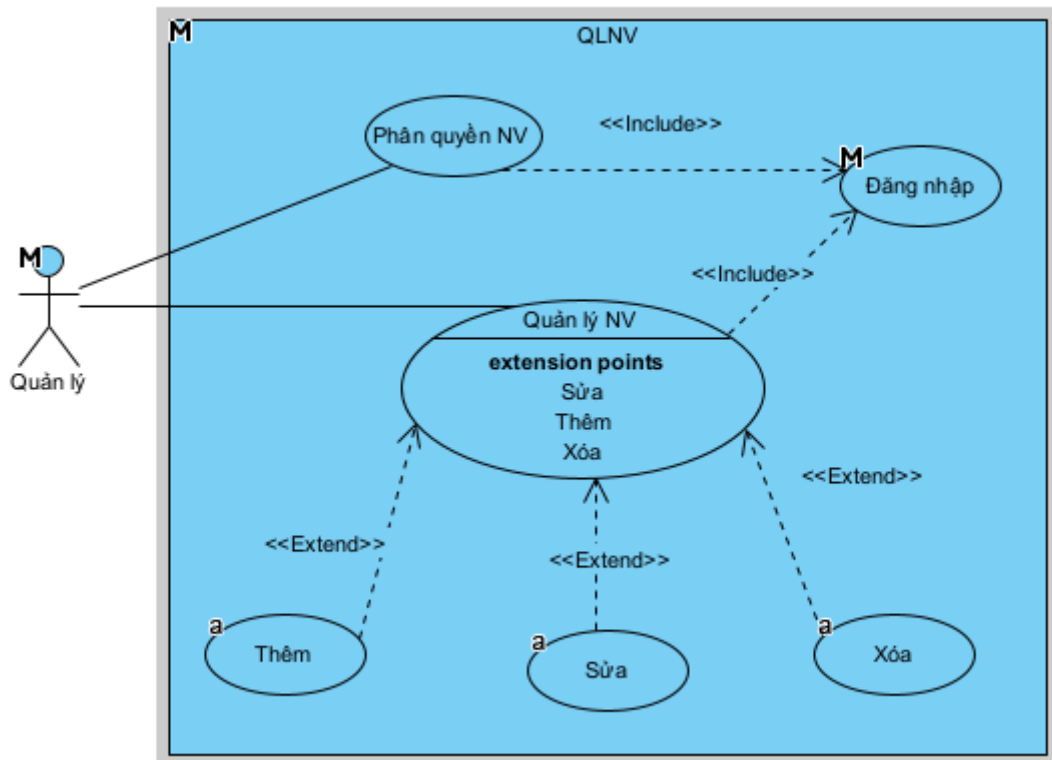 M
QLNV
Phân quyền NV
<<Include>>
M
Đăng nhập
<<Include>>
M
Quản lý
Quản lý NV
extension points
Sửa
Thêm
Xóa
<<Extend>>
<<Extend>>
<<Extend>>
a
Thêm
a
Sửa
a
Xóa